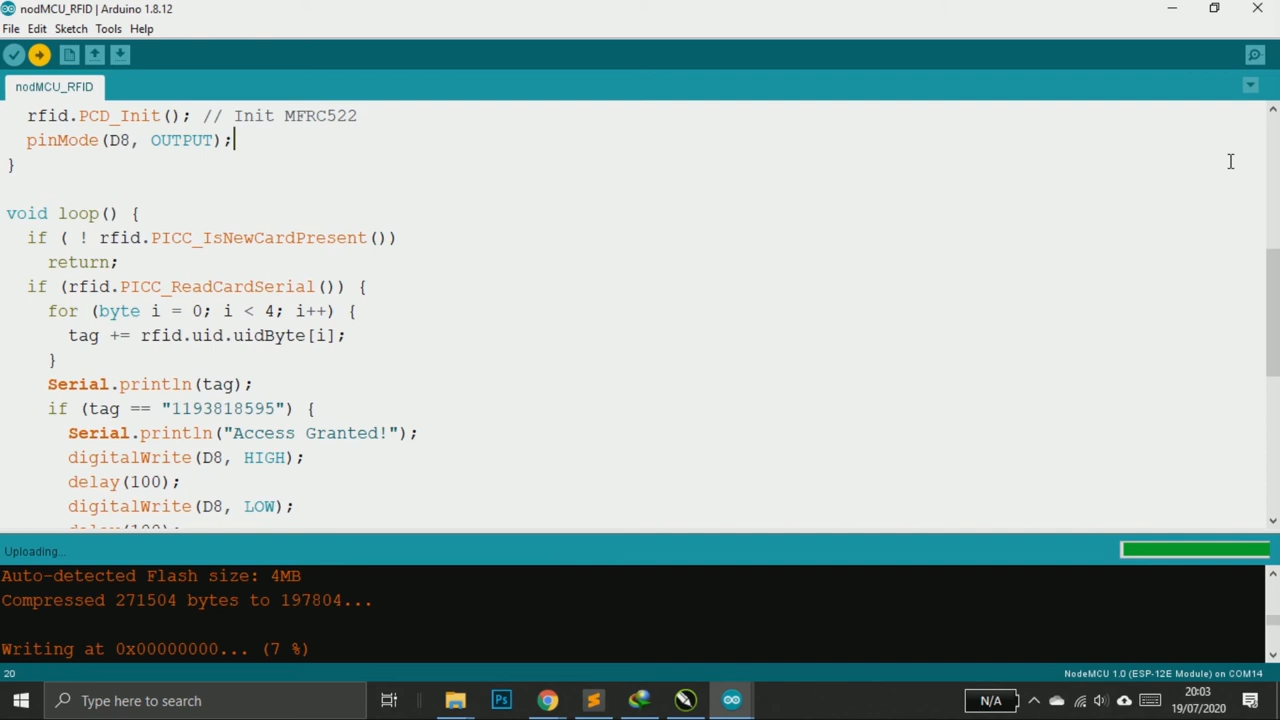 nodMCU_RFID | Arduino 1.8.12
File Edit Sketch Tools Help
nodMCU_RFID
rfid.PCD_Init(); // Init MFRC522
pinMode(D8, OUTPUT);
}
void loop() {
if ( ! rfid.PICC_IsNewCardPresent())
return;
if (rfid.PICC_ReadCardSerial()) {
for (byte i = 0; i < 4; i++) {
tag += rfid.uid.uidByte[i];
}
Serial.println(tag);
if (tag == "1193818595") {
Serial.println("Access Granted!");
digitalWrite(D8, HIGH);
delay(100);
digitalWrite(D8, LOW);
delay(100);
Uploading...
Auto-detected Flash size: 4MB
Compressed 271504 bytes to 197804...
Writing at 0x00000000... (7 %)
20
NodeMCU 1.0 (ESP-12E Module) on COM14
Type here to search
Ps
N/A
20:03
19/07/2020